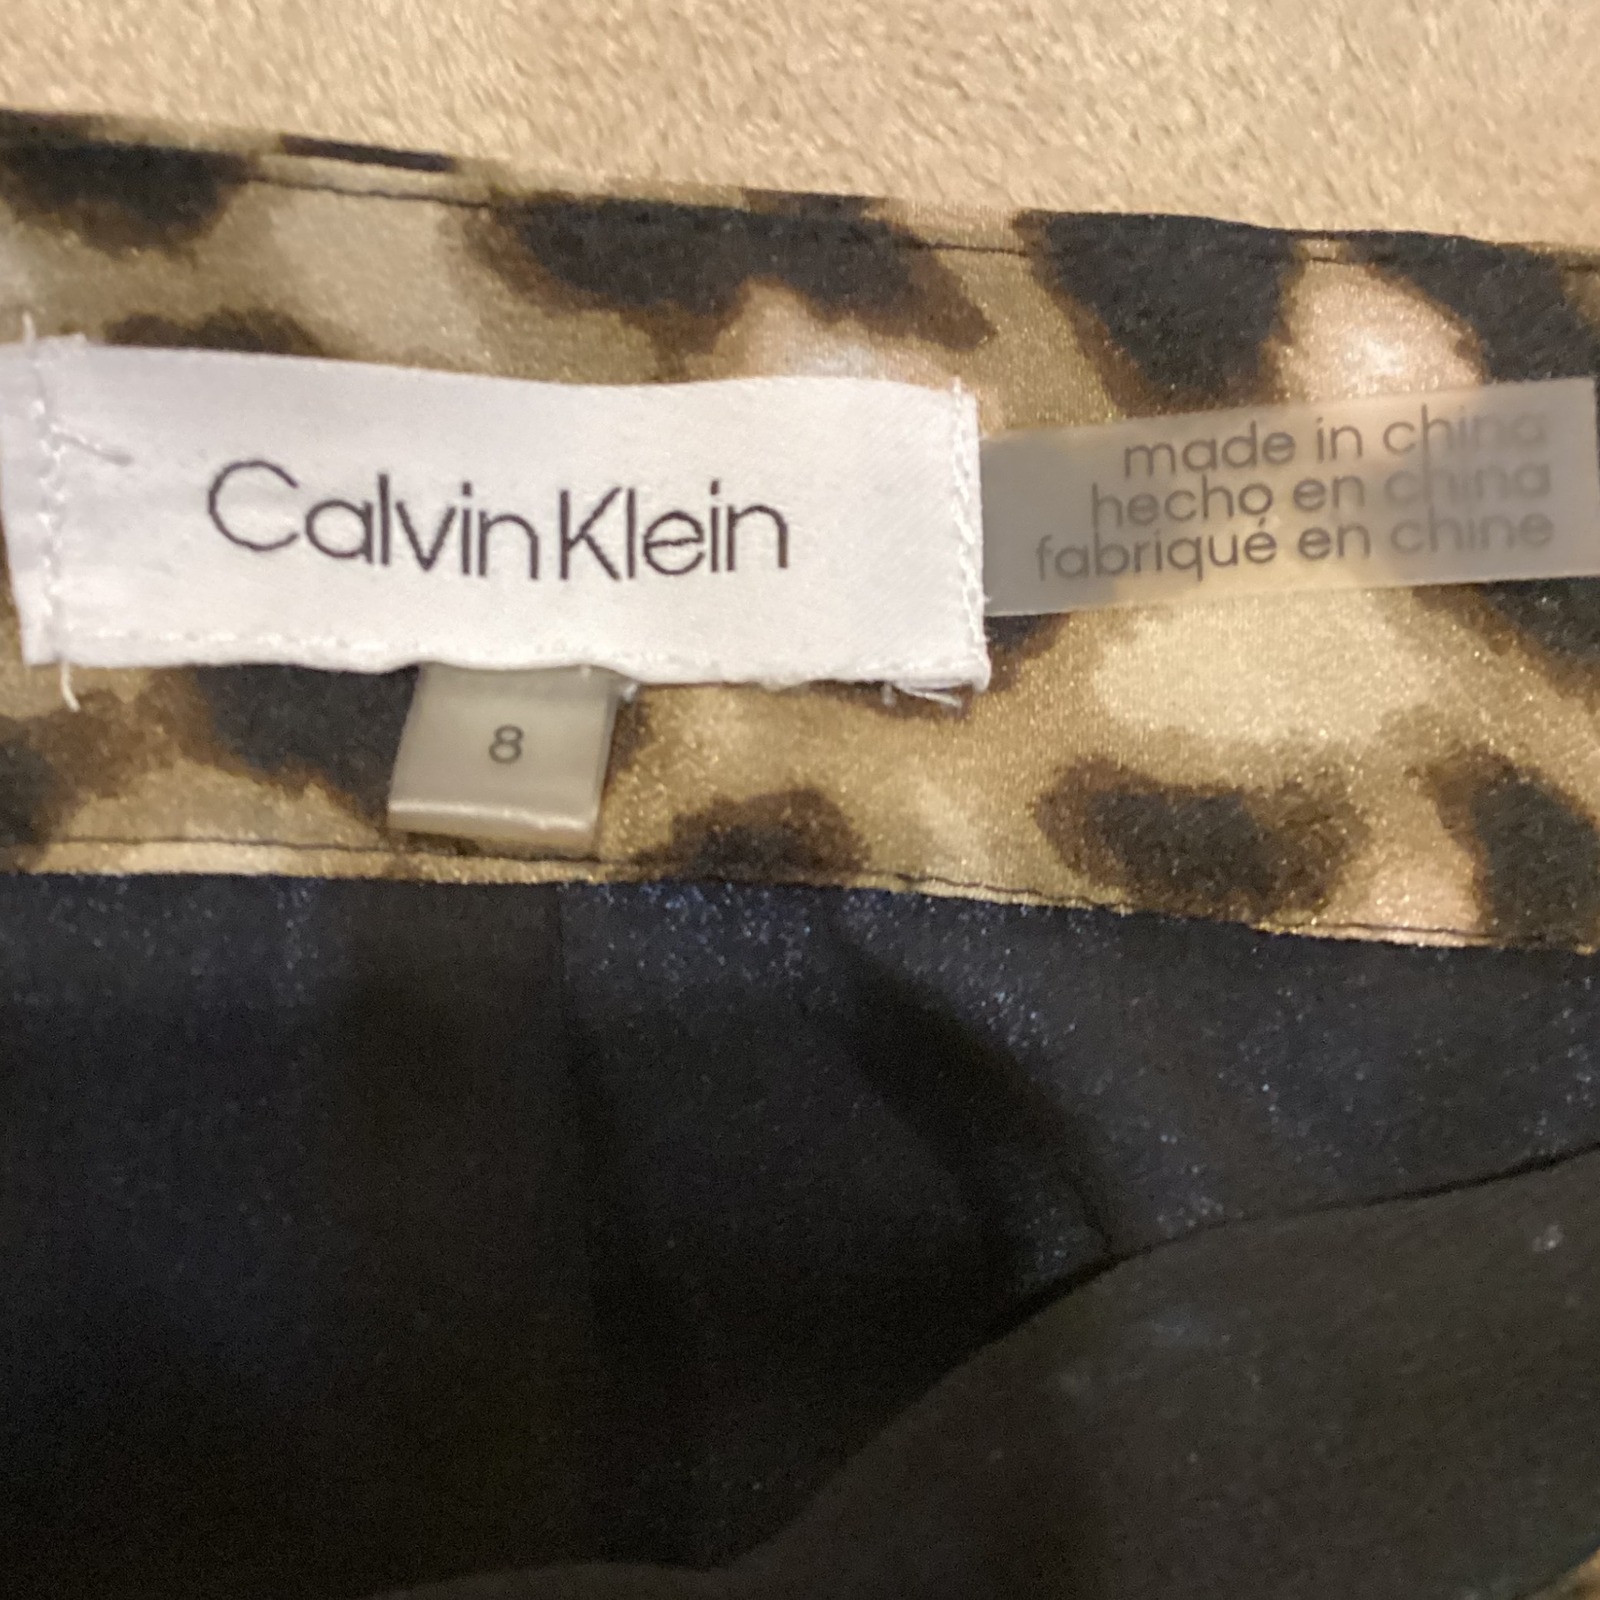 Calvin Klein
made in china
hecho en china
fabriqué en chine
8